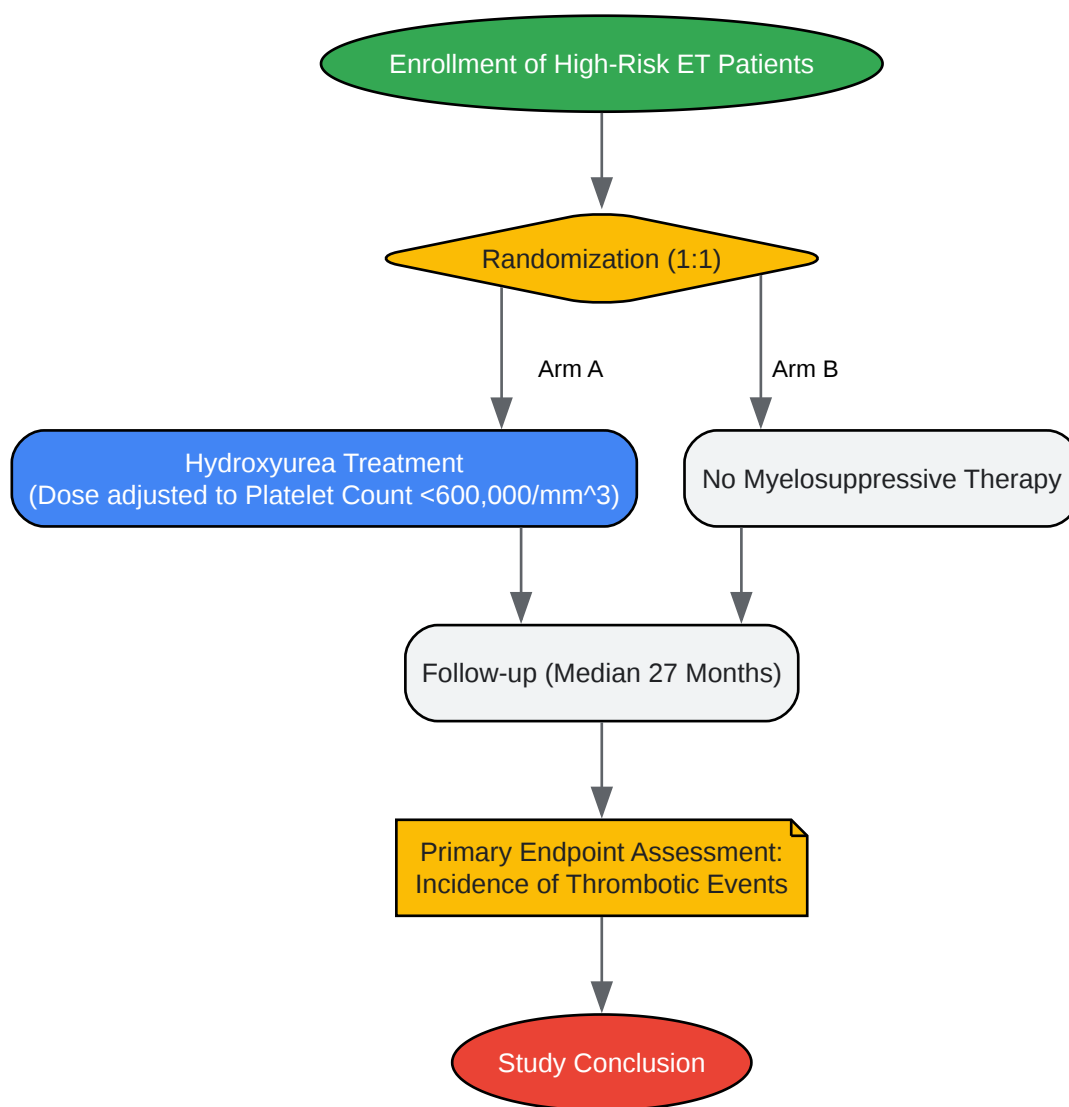 Enrollment of High-Risk ET Patients
Randomization (1:1)
Arm A
Arm B
Hydroxyurea Treatment
(Dose adjusted to Platelet Count <600,000/mm^3)
No Myelosuppressive Therapy
Follow-up (Median 27 Months)
Primary Endpoint Assessment:
Incidence of Thrombotic Events
Study Conclusion